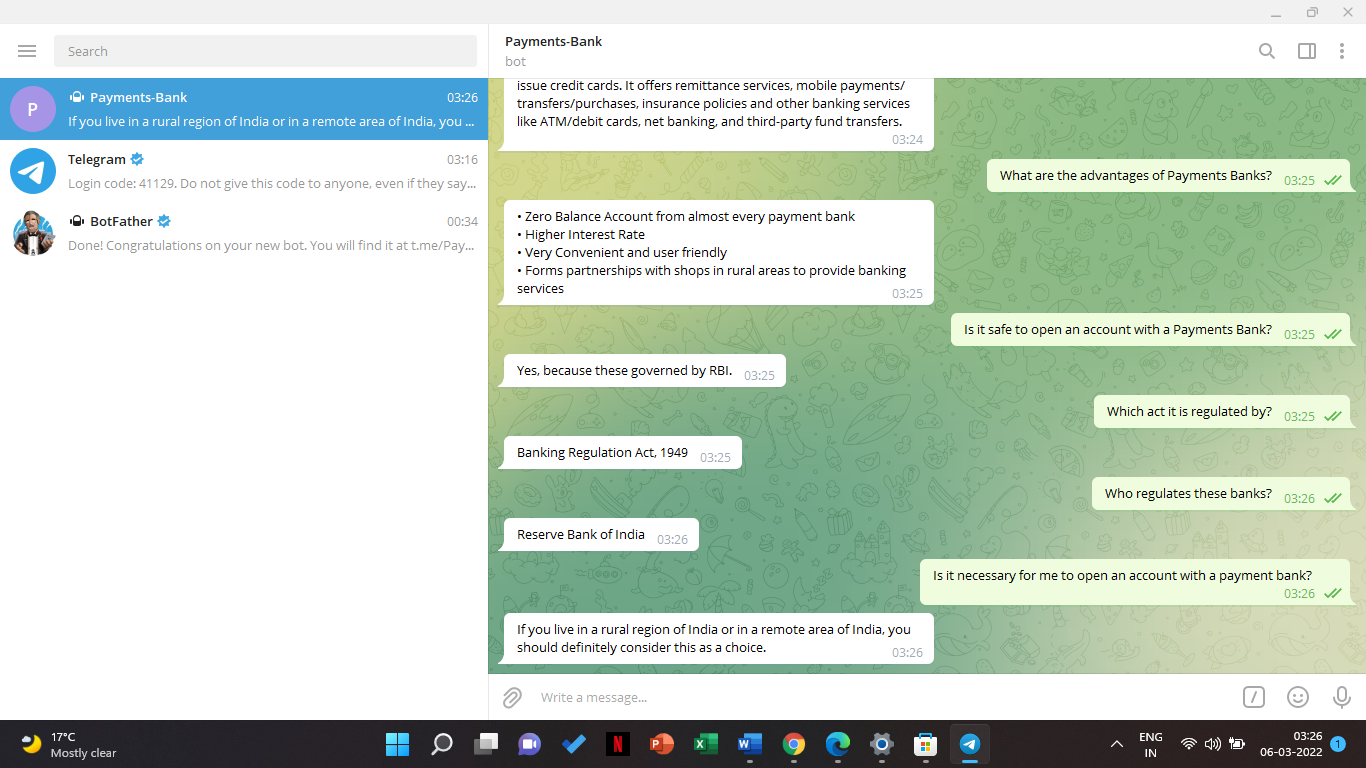 Search
P
Payments-Bank
03:26
If you live in a rural region of India or in a remote area of India, you ...
Telegram
03:16
Login code: 41129. Do not give this code to anyone, even if they say...
BotFather
00:34
Done! Congratulations on your new bot. You will find it at t.me/Pay...
Payments-Bank
bot
issue credit cards. It offers remittance services, mobile payments/
transfers/purchases, insurance policies and other banking services
like ATM/debit cards, net banking, and third-party fund transfers.
03:24
What are the advantages of Payments Banks? 03:25
• Zero Balance Account from almost every payment bank
• Higher Interest Rate
• Very Convenient and user friendly
• Forms partnerships with shops in rural areas to provide banking
services 03:25
Is it safe to open an account with a Payments Bank? 03:25
Yes, because these governed by RBI. 03:25
Which act it is regulated by? 03:25
Banking Regulation Act, 1949 03:25
Who regulates these banks? 03:26
Reserve Bank of India 03:26
Is it necessary for me to open an account with a payment bank?
03:26
If you live in a rural region of India or in a remote area of India, you
should definitely consider this as a choice. 03:26
Write a message...
17°C
Mostly clear
ENG
IN
03:26
06-03-2022
1